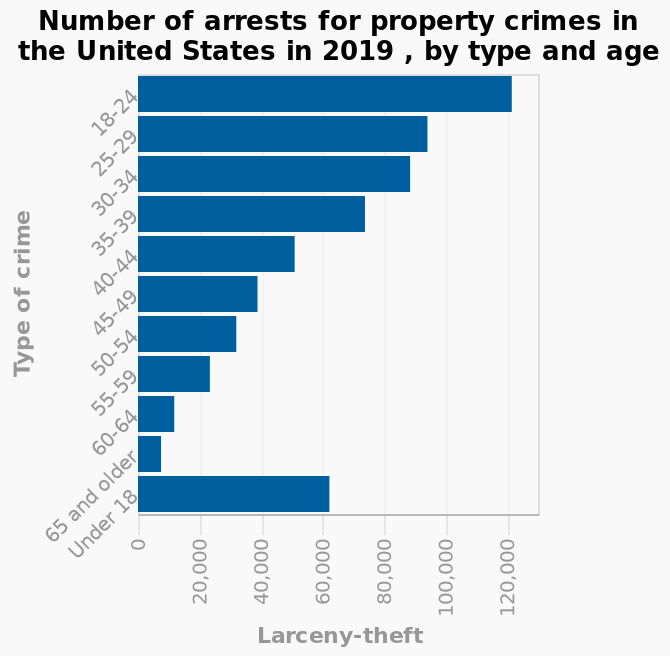 Number of arrests for property crimes in
the United States in 2019 , by type and age
Type of crime
18-24
25-29
30-34
35-39
40-44
45-49
50-54
55-59
60-64
65 and older
Under 18
0
20,000
40,000
60,000
80,000
100,000
120,000
Larceny-theft